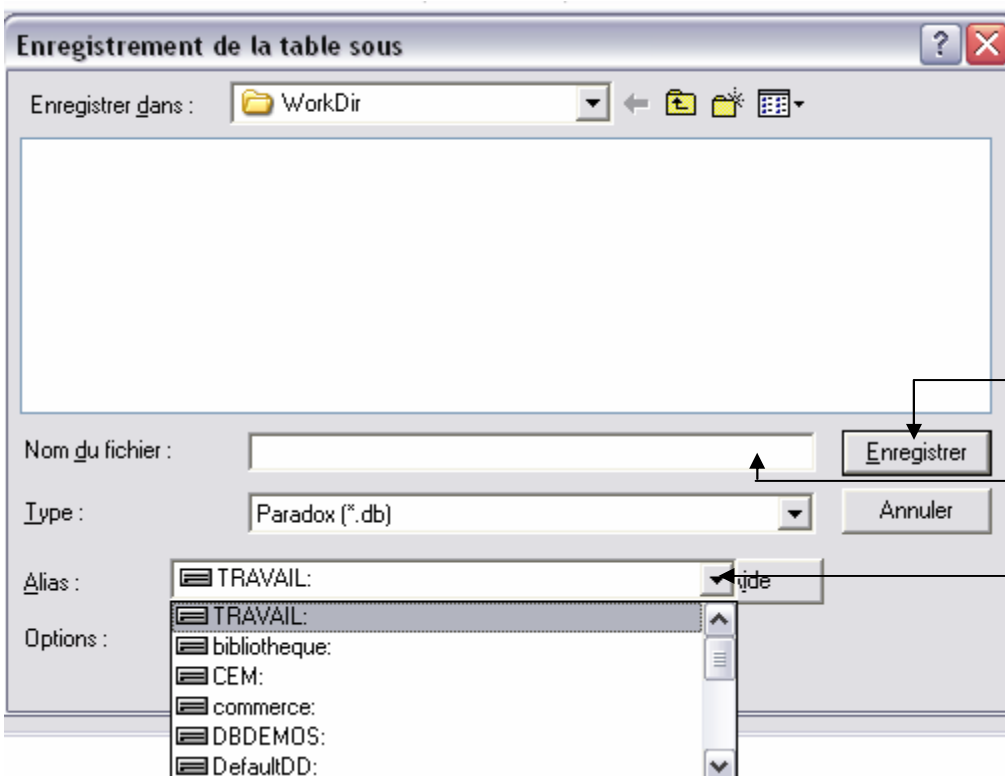 Enregistrement de la table sous
Enregistrer dans :
WorkDir
Nom du fichier :
Enregistrer
Type :
Paradox (*.db)
Annuler
Alias :
TRAVAIL:
Options :
TRAVAIL:
bibliotheque:
CEM:
commerce:
DBDEMOS:
DefaultDD: